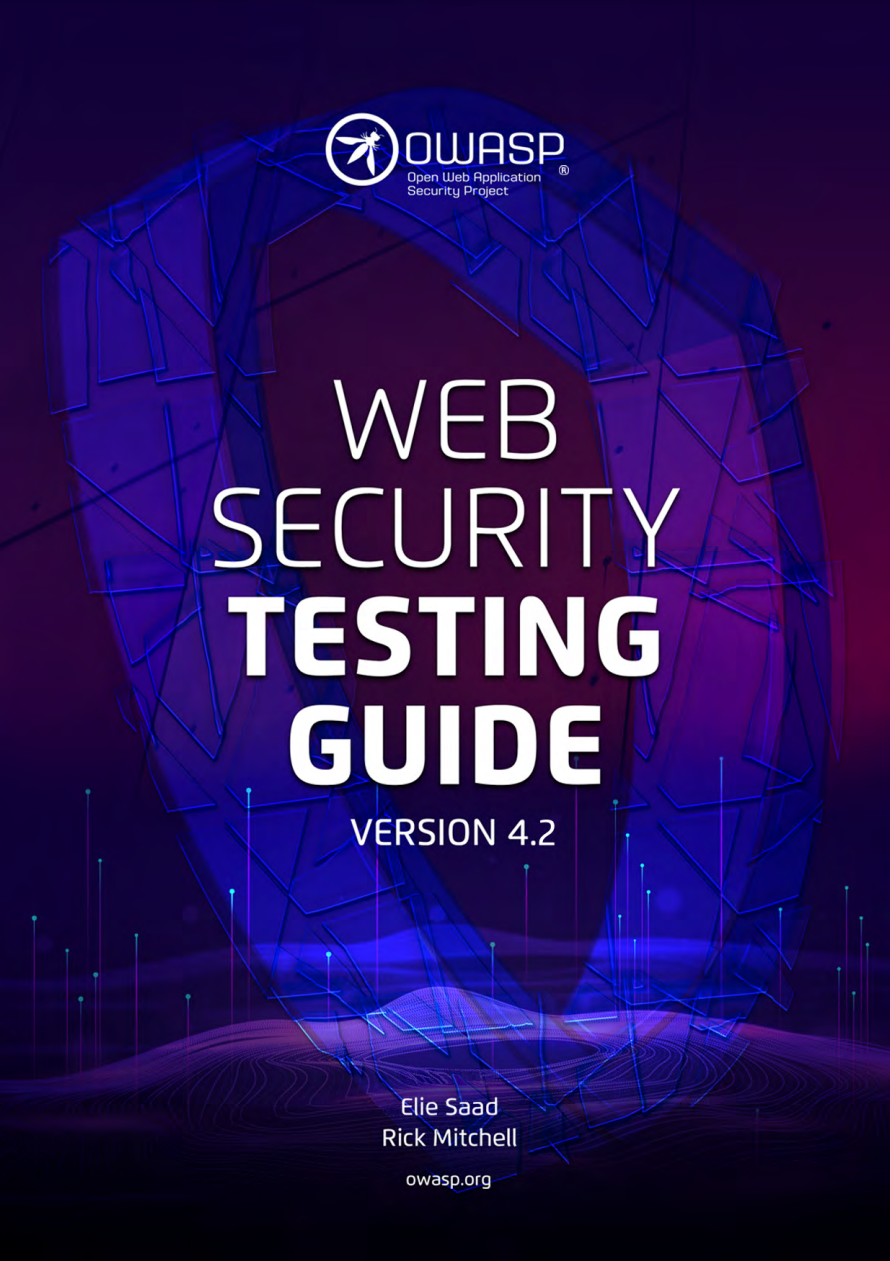 OWASP
®
Open Web Application
Security Project
WEB
SECURITY
TESTING
GUIDE
VERSION 4.2
Elie Saad
Rick Mitchell
owasp.org